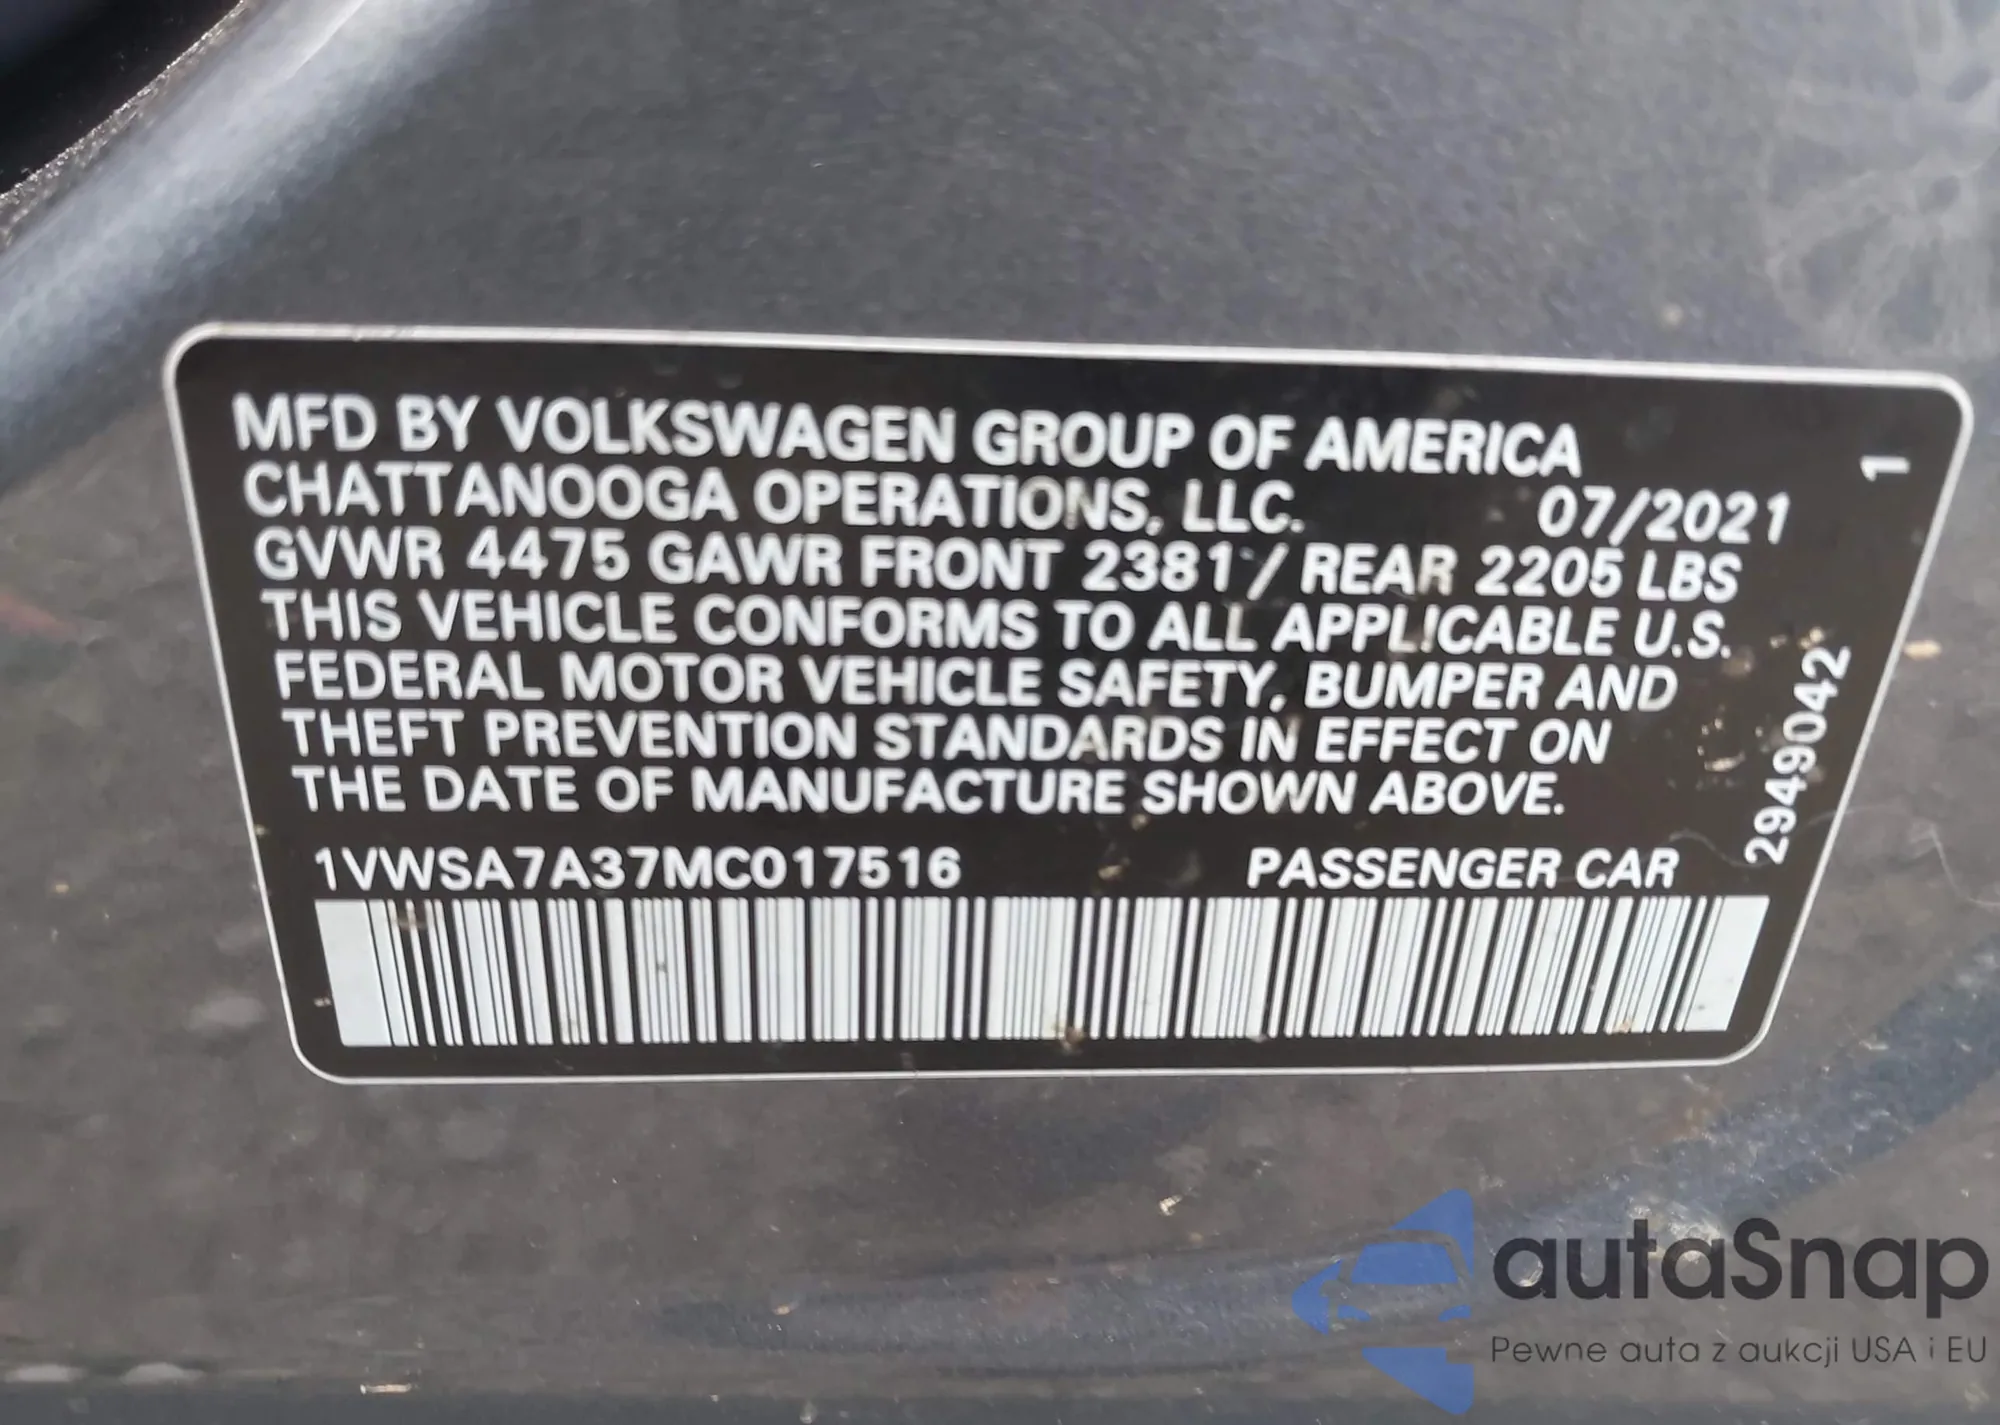 MFD BY VOLKSWAGEN GROUP OF AMERICA
CHATTANOOGA OPERATIONS, LLC. 07/2021
GVWR 4475 GAWR FRONT 2381 / REAR 2205 LBS
THIS VEHICLE CONFORMS TO ALL APPLICABLE U.S.
FEDERAL MOTOR VEHICLE SAFETY, BUMPER AND
THEFT PREVENTION STANDARDS IN EFFECT ON
THE DATE OF MANUFACTURE SHOWN ABOVE.
1VWSA7A37MC017516 PASSENGER CAR
1
2949042
autaSnap
Pewne auta z aukcji USA i EU